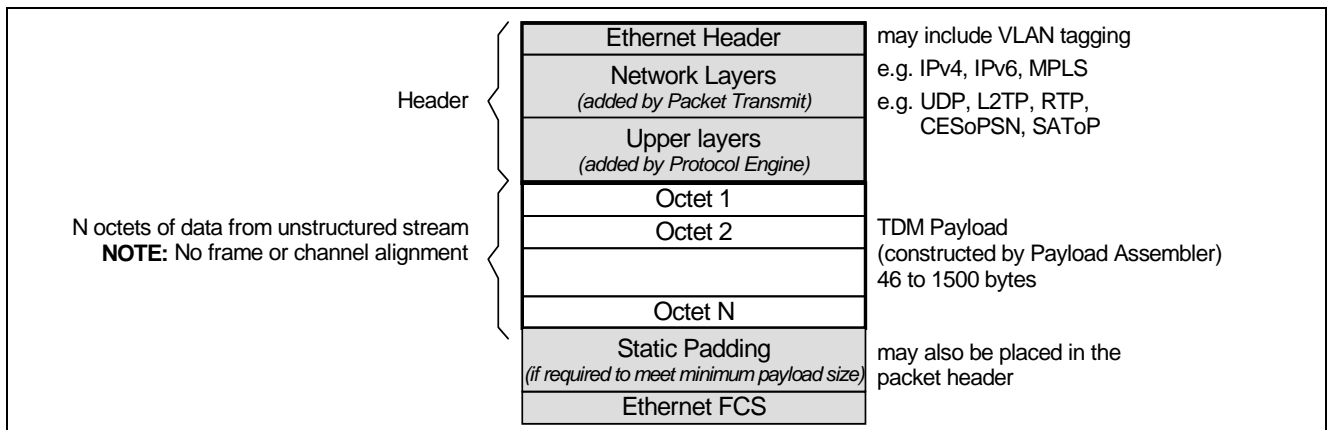 Ethernet Header
may include VLAN tagging
Header
Network Layers
(added by Packet Transmit)
e.g. IPv4, IPv6, MPLS
e.g. UDP, L2TP, RTP,
CESoPSN, SAToP
Upper layers
(added by Protocol Engine)
N octets of data from unstructured stream
NOTE: No frame or channel alignment
Octet 1
Octet 2
Octet N
TDM Payload
(constructed by Payload Assembler)
46 to 1500 bytes
Static Padding
(if required to meet minimum payload size)
may also be placed in the
packet header
Ethernet FCS